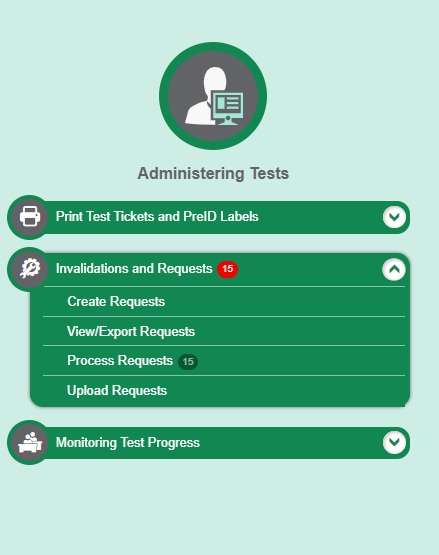 Administering Tests
Print Test Tickets and PreID Labels
Invalidations and Requests 15
Create Requests
View/Export Requests
Process Requests 15
Upload Requests
Monitoring Test Progress